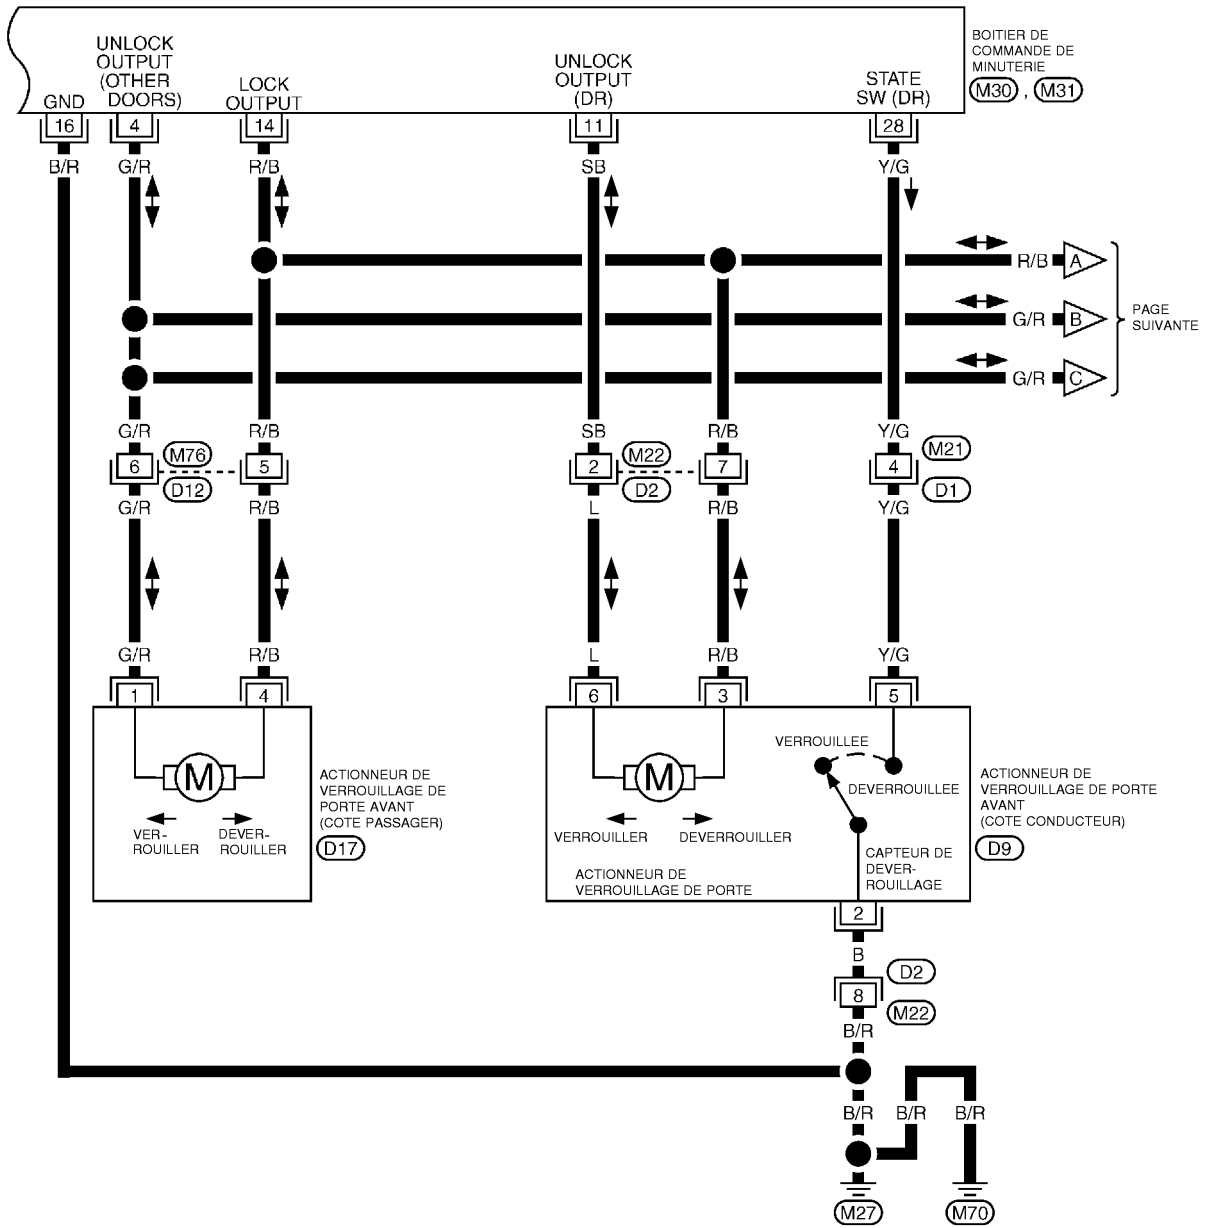 BOITIER DE
COMMANDE DE
MINUTERIE
M30 , M31
UNLOCK
OUTPUT
(OTHER
DOORS)
UNLOCK
OUTPUT
(DR)
LOCK
OUTPUT
STATE
SW (DR)
GND
16 4 14 11 28
B/R G/R R/B SB Y/G
R/B A
G/R B
G/R C
PAGE
SUIVANTE
G/R R/B SB R/B Y/G
M76 M22 M21
6 5 2 7 4
D12 D2 D1
G/R R/B L R/B Y/G
G/R R/B L R/B Y/G
1 4 6 3 5
M
VER-
ROUILLER
DEVER-
ROUILLER
ACTIONNEUR DE
VERROUILLAGE DE
PORTE AVANT
(COTE PASSAGER)
D17
M
VERROUILLER DEVERROUILLER
ACTIONNEUR DE
VERROUILLAGE DE PORTE
VERROUILLEE
DEVERROUILLEE
CAPTEUR DE
DEVER-
ROUILLAGE
ACTIONNEUR DE
VERROUILLAGE DE PORTE
AVANT
(COTE CONDUCTEUR)
D9
2
B
D2
8
M22
B/R
B/R B/R B/R
M27 M70